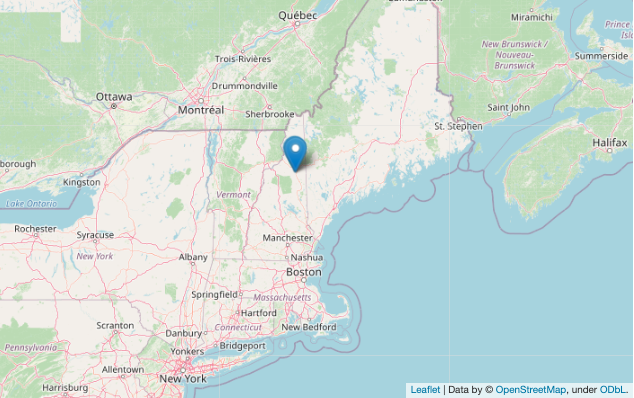 Québec
Miramichi
Trois-Rivières
New Brunswick /
Nouveau-
Brunswick
Prince
Isl
Summerside
Drummondville
Ottawa
Montréal
Sherbrooke
Saint John
St. Stephen
Halifax
Kingston
Vermont
Lake Ontario
Rochester
Syracuse
Manchester
New York
Albany
Nashua
Boston
Springfield
Massachusetts
Hartford
New Bedford
Scranton
Connecticut
Danbury
Bridgeport
Pennsylvania
Yonkers
Allentown
New York
Harrisburg
Leaflet | Data by © OpenStreetMap, under ODbL.